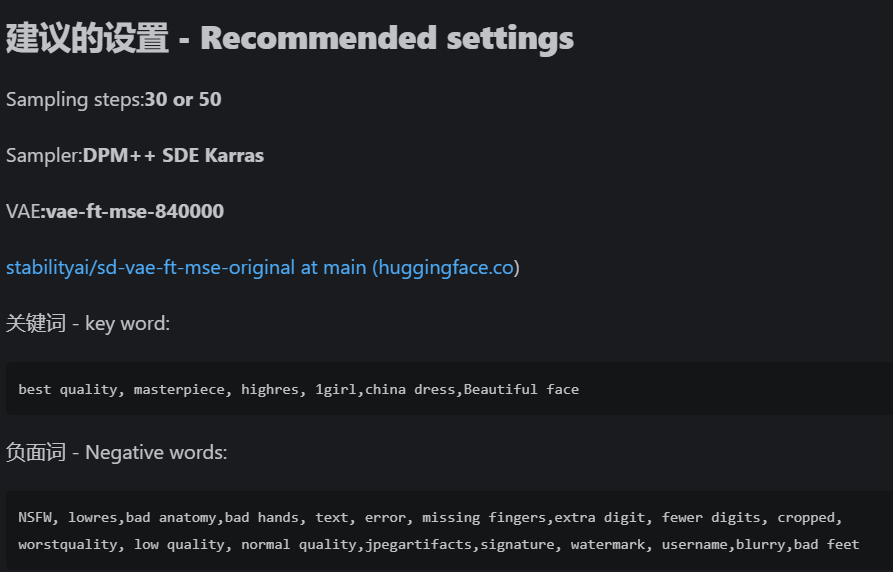 建议的设置 - Recommended settings
Sampling steps:30 or 50
Sampler:DPM++ SDE Karras
VAE:vae-ft-mse-840000
stabilityai/sd-vae-ft-mse-original at main (huggingface.co)
关键词 - key word:
best quality, masterpiece, highres, 1girl,china dress,Beautiful face
负面词 - Negative words:
NSFW, lowres,bad anatomy,bad hands, text, error, missing fingers,extra digit, fewer digits, cropped,
worstquality, low quality, normal quality,jpegartifacts,signature, watermark, username,blurry,bad feet